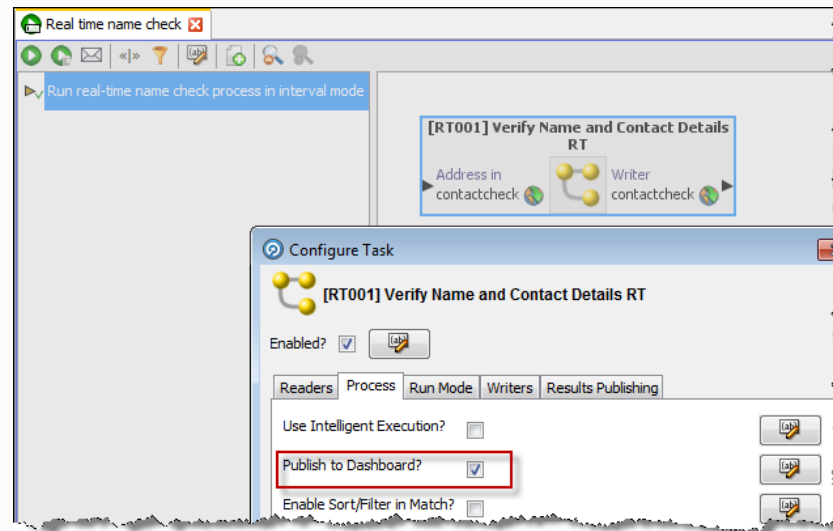 Real time name check
Run real-time name check process in interval mode
[RT001] Verify Name and Contact Details
RT
Address in
contactcheck
Writer
contactcheck
Configure Task
[RT001] Verify Name and Contact Details RT
Enabled?
Readers Process Run Mode Writers Results Publishing
Use Intelligent Execution?
Publish to Dashboard?
Enable Sort/Filter in Match?